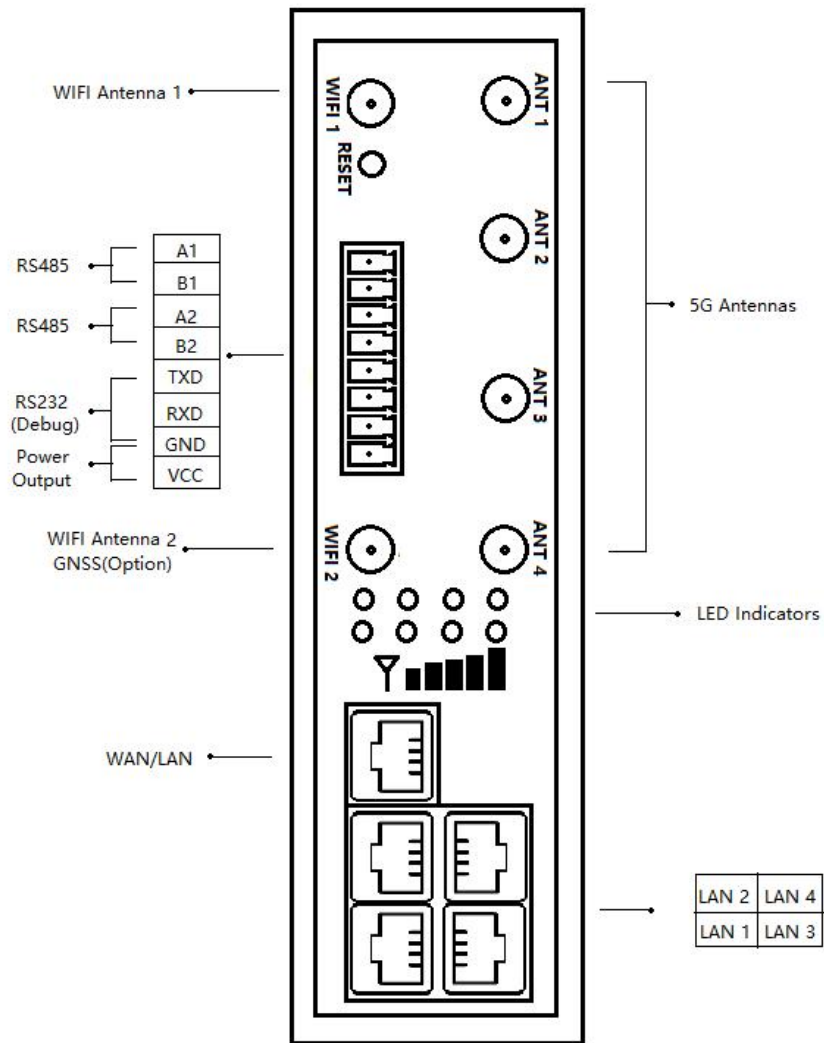 WIFI Antenna 1
WIFI 1
ANT 1
RESET
ANT 2
RS485
A1
B1
RS485
A2
B2
RS232
(Debug)
TXD
RXD
GND
Power
Output
VCC
5G Antennas
ANT 3
WIFI Antenna 2
GNSS(Option)
WIFI 2
ANT 4
LED Indicators
WAN/LAN
LAN 2 LAN 4
LAN 1 LAN 3